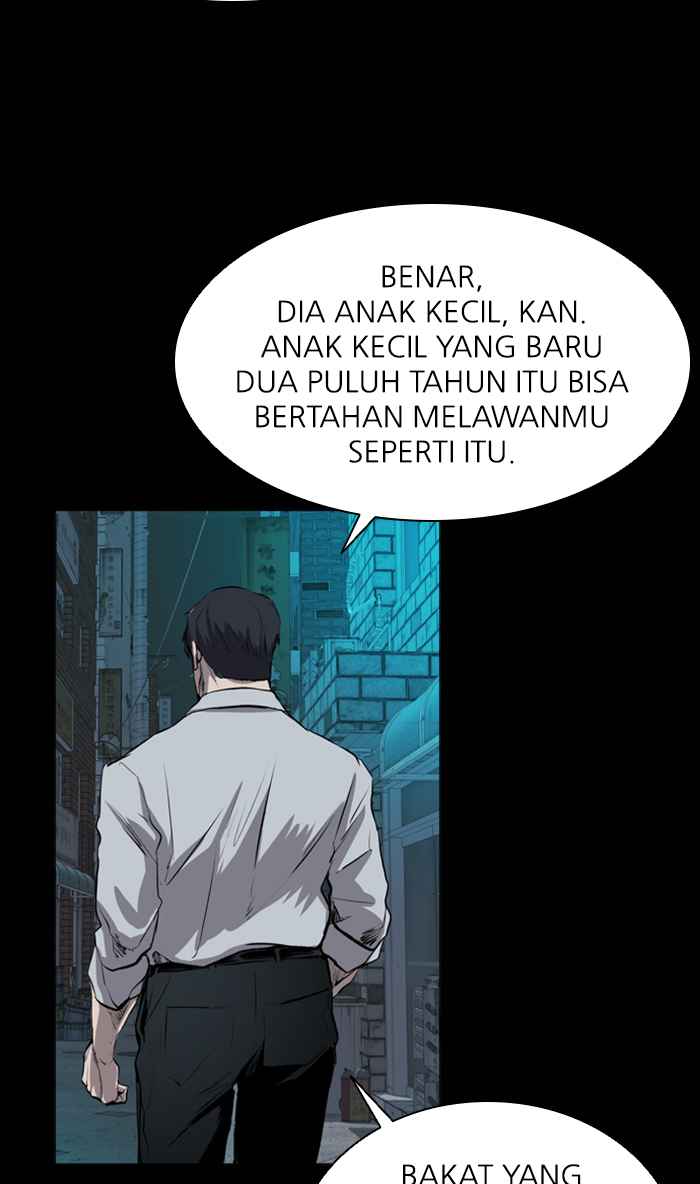 BENAR,
DIA ANAK KECIL, KAN.
ANAK KECIL YANG BARU
DUA PULUH TAHUN ITU BISA
BERTAHAN MELAWANMU
SEPERTI ITU.
BAKAT YANG